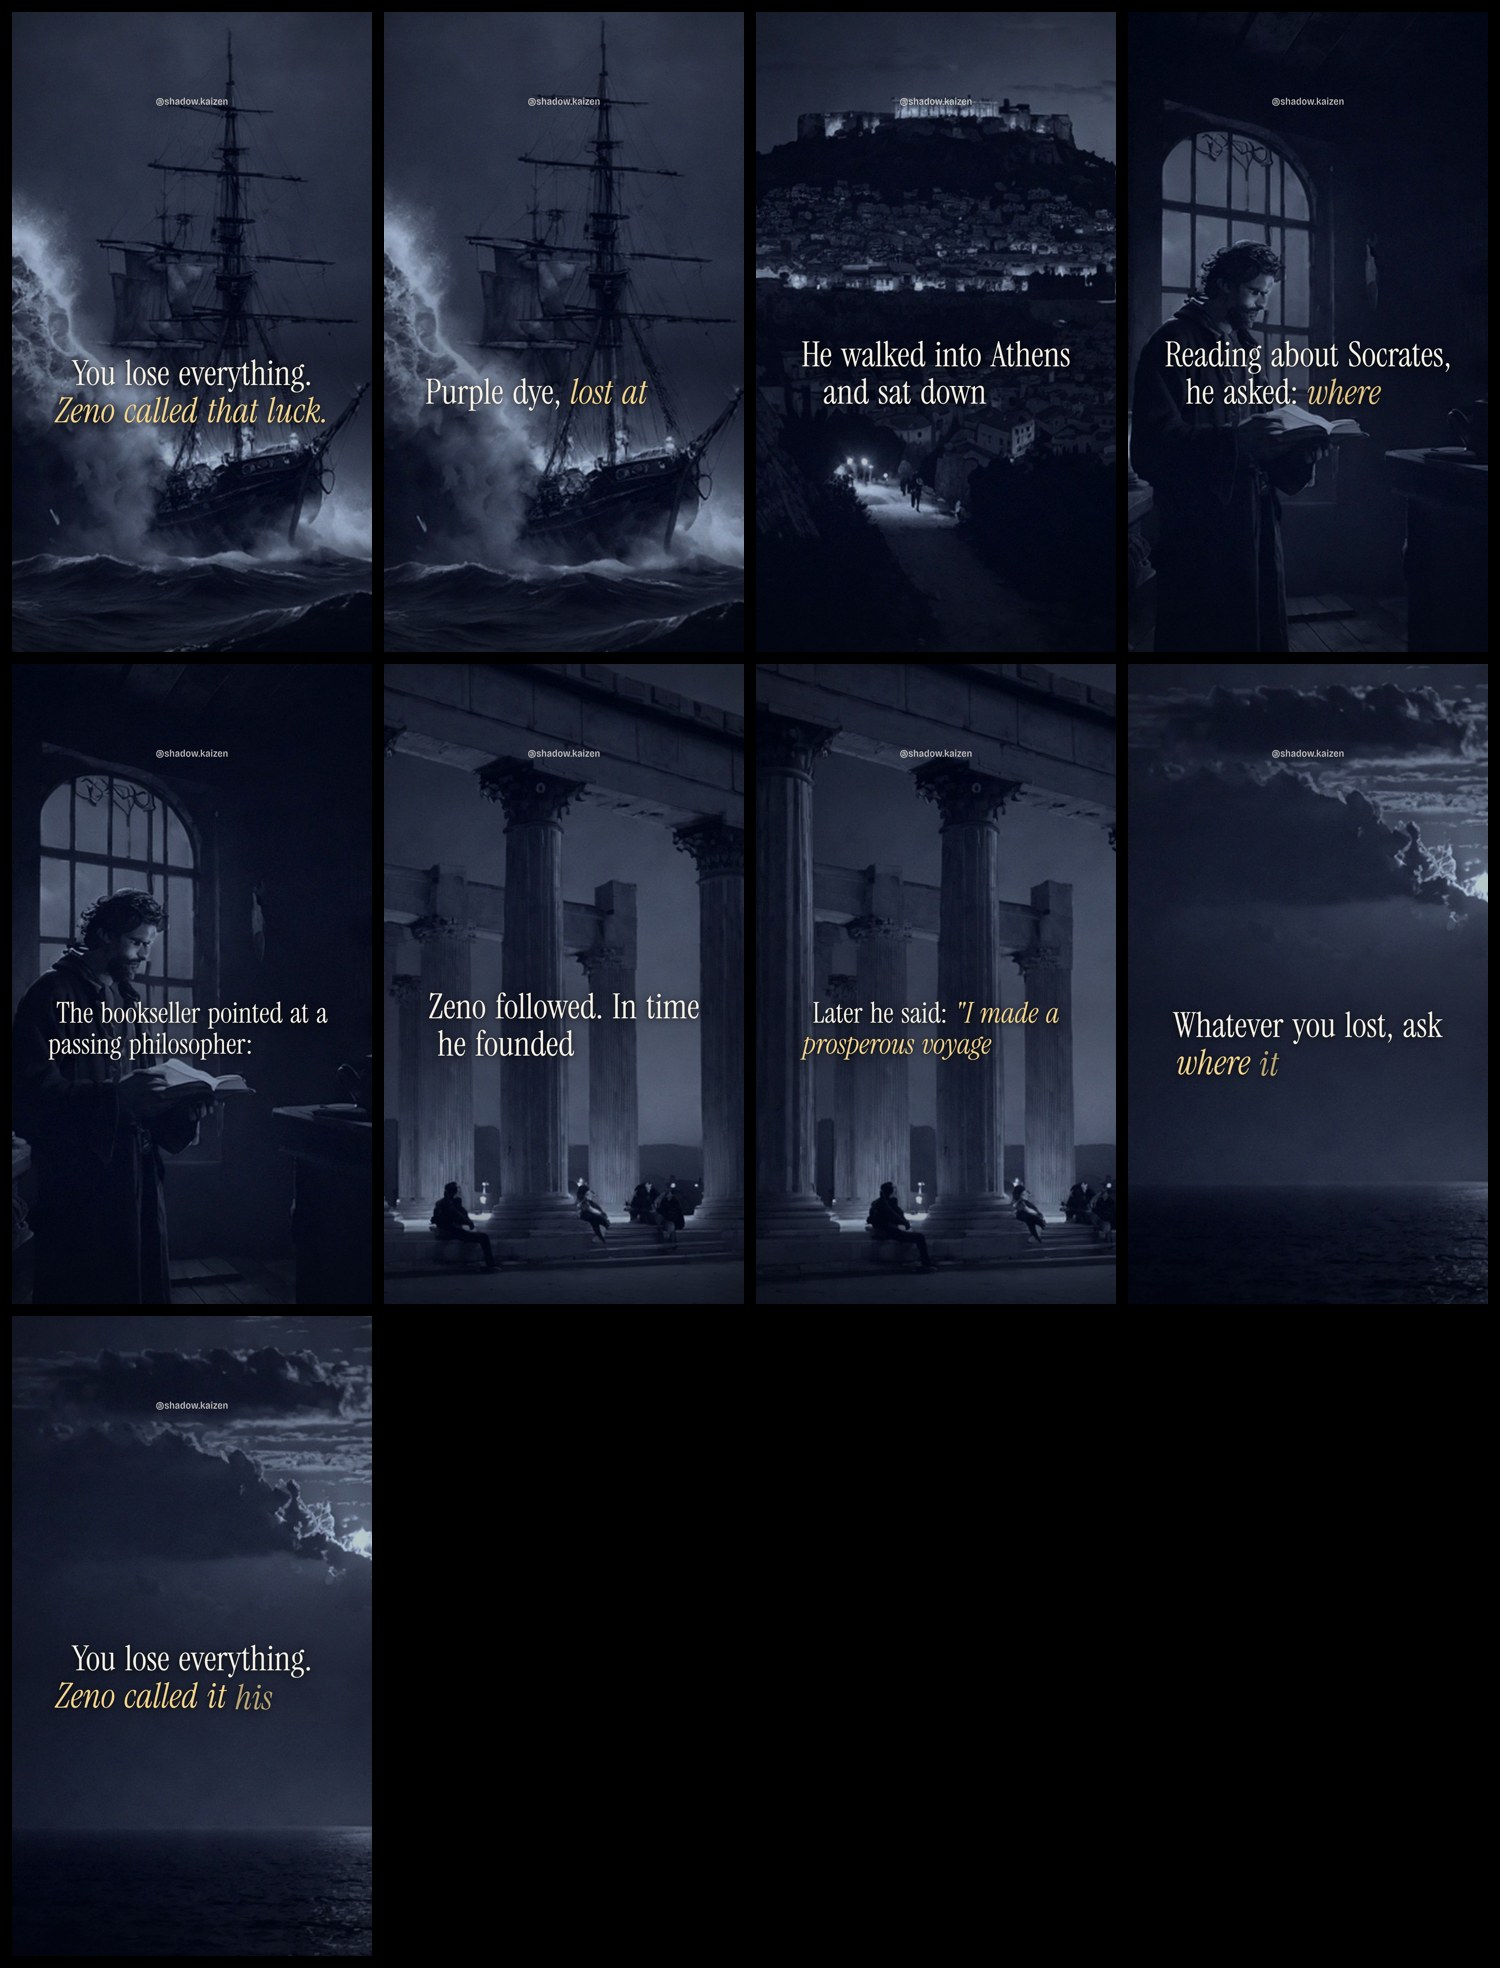 @shadow.kaizen
You lose everything.
Zeno called that luck.
@shadow.kaizen
Purple dye, lost at
@shadow.kaizen
He walked into Athens
and sat down
@shadow.kaizen
Reading about Socrates,
he asked: where
@shadow.kaizen
The bookseller pointed at a
passing philosopher:
@shadow.kaizen
Zeno followed. In time
he founded
@shadow.kaizen
Later he said: "I made a
prosperous voyage
@shadow.kaizen
Whatever you lost, ask
where it
@shadow.kaizen
You lose everything.
Zeno called it his